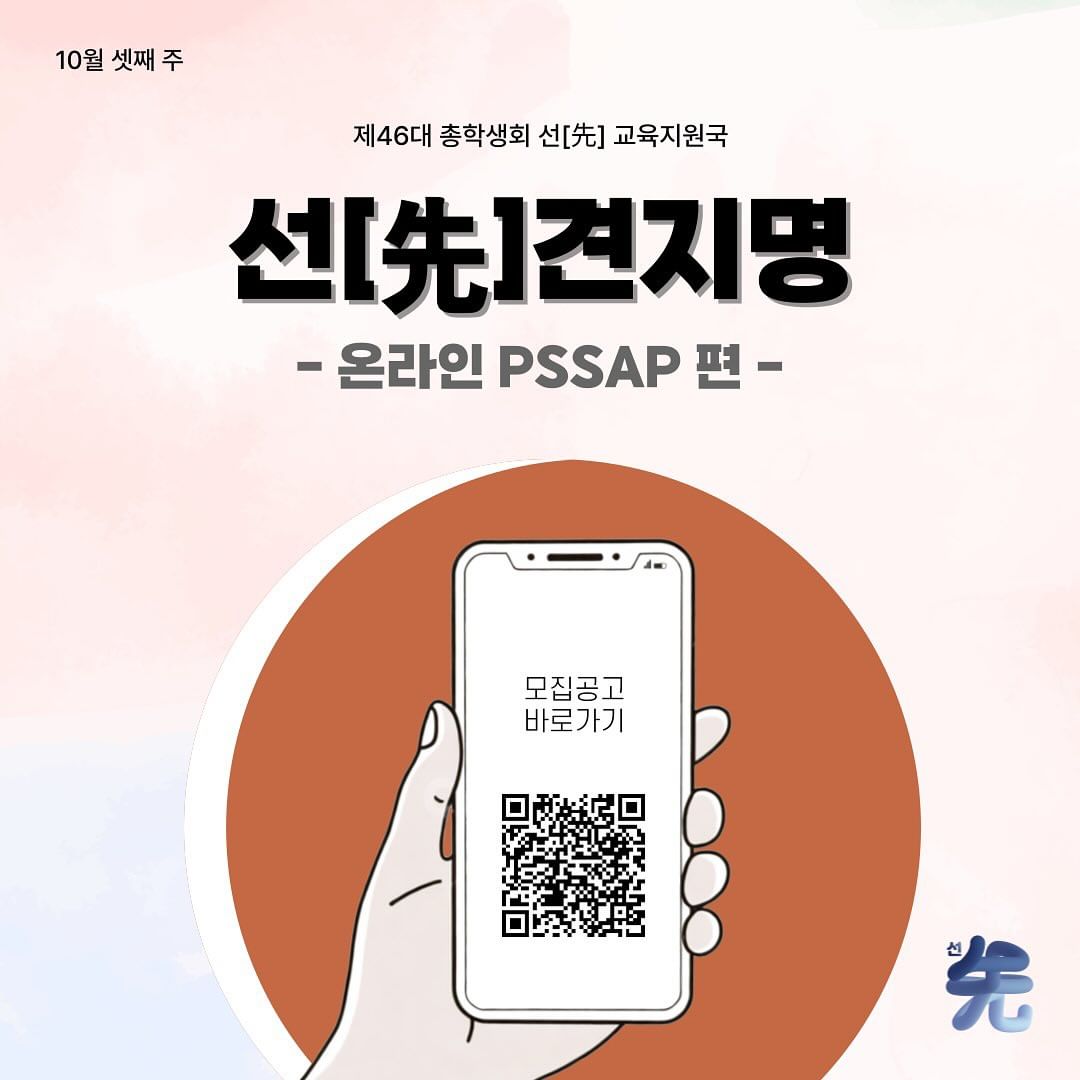 10월 셋째 주
제46대 총학생회 선[先] 교육지원국
선[先]견지명
- 온라인 PSSAP 편 -
모집공고
바로가기
선 先